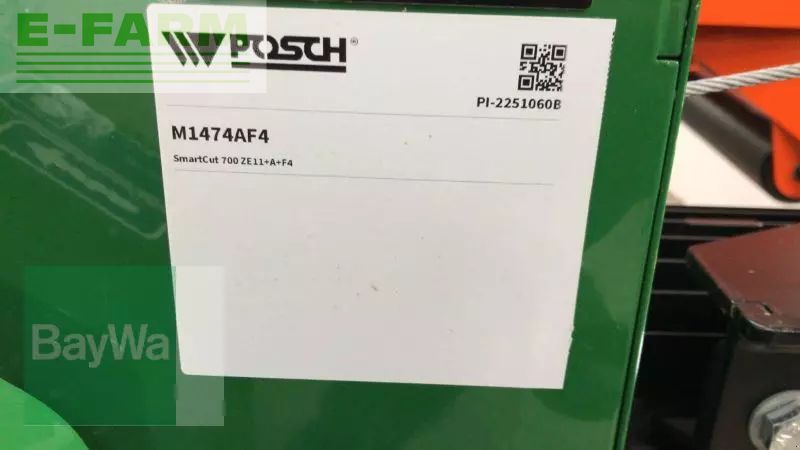 E-FARM
POSCH®
PI-2251060B
M1474AF4
SmartCut 700 ZE11+A+F4
BayWa